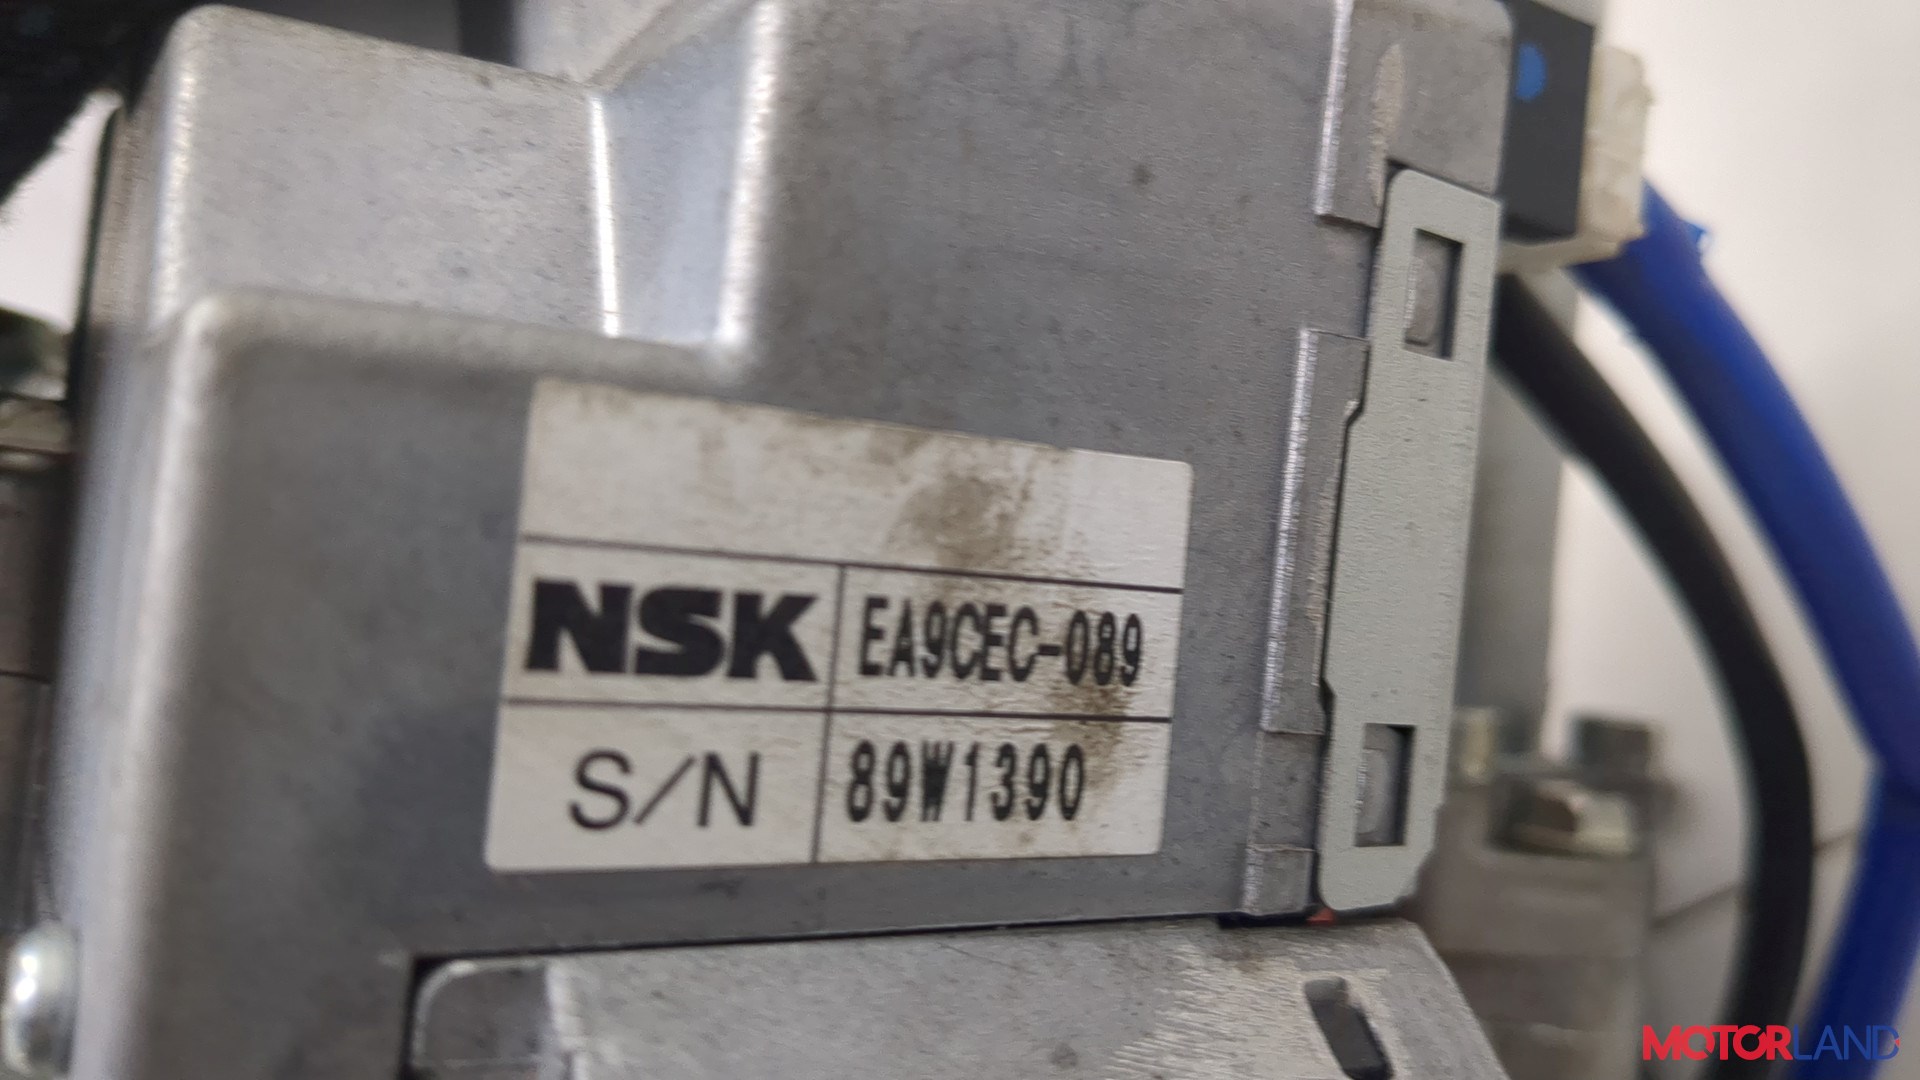 NSK EA9CEC-089
S/N 89W1390
MOTORLAND